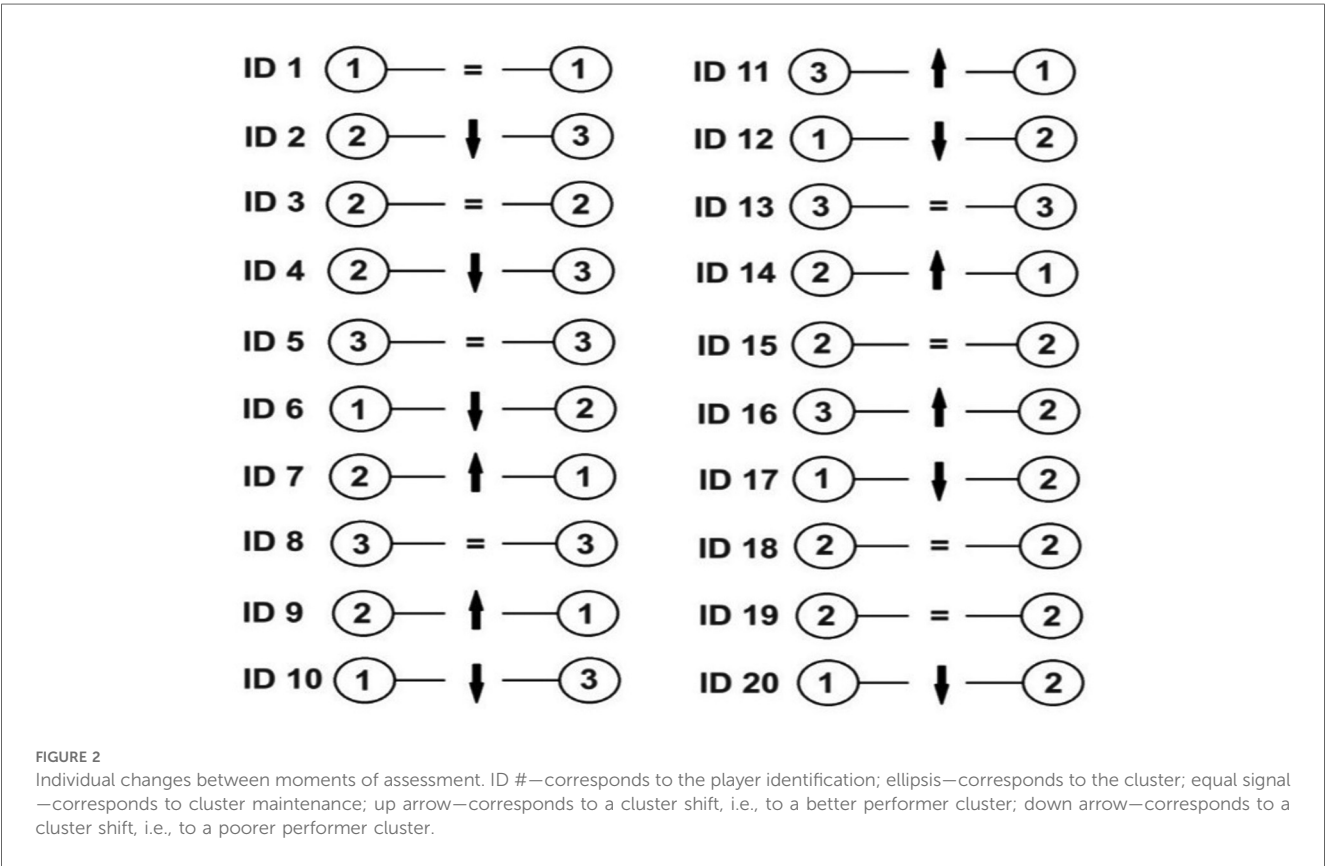 ID 1 1 = 1
ID 2 2 ↓ 3
ID 3 2 = 2
ID 4 2 ↓ 3
ID 5 3 = 3
ID 6 1 ↓ 2
ID 7 2 ↑ 1
ID 8 3 = 3
ID 9 2 ↑ 1
ID 10 1 ↓ 3
ID 11 3 ↑ 1
ID 12 1 ↓ 2
ID 13 3 = 3
ID 14 2 ↑ 1
ID 15 2 = 2
ID 16 3 ↑ 2
ID 17 1 ↓ 2
ID 18 2 = 2
ID 19 2 = 2
ID 20 1 ↓ 2
FIGURE 2
Individual changes between moments of assessment. ID #—corresponds to the player identification; ellipsis—corresponds to the cluster; equal signal
—corresponds to cluster maintenance; up arrow—corresponds to a cluster shift, i.e., to a better performer cluster; down arrow—corresponds to a
cluster shift, i.e., to a poorer performer cluster.